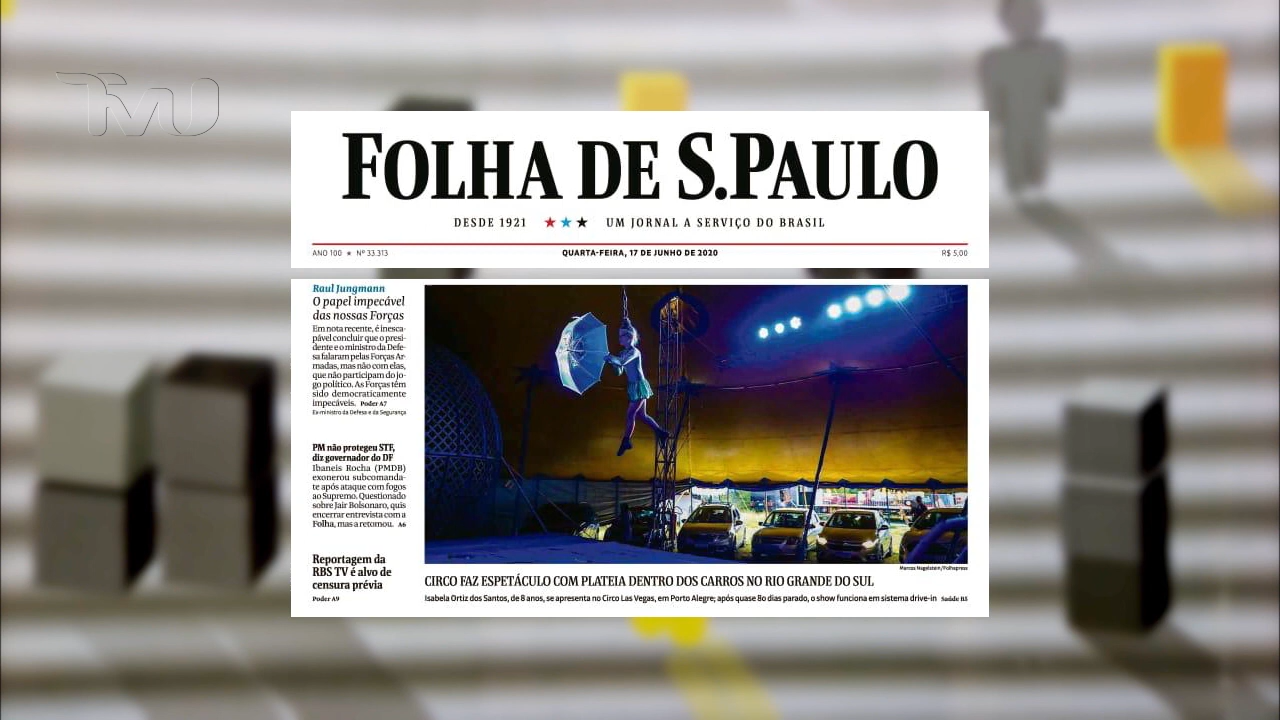 TVU
FOLHA DE S.PAULO
DESDE 1921 ★★★ UM JORNAL A SERVIÇO DO BRASIL
ANO 100 ★ Nº 33.313
QUARTA-FEIRA, 17 DE JUNHO DE 2020
R$ 5,00
Raul Jungmann
O papel impecável
das nossas Forças
Em nota recente, é inesca-
pável concluir que o presi-
dente e o ministro da Defe-
sa falaram pelas Forças Ar-
madas, mas não com elas,
que não participam do jo-
go político. As Forças têm
sido democraticamente
impecáveis. Poder A7
Ex-ministro da Defesa e da Segurança
PM não protegeu STF,
diz governador do DF
Ibaneis Rocha (PMDB)
exonerou subcomanda-
te após ataque com fogos
ao Supremo. Questionado
sobre Jair Bolsonaro, quis
encerrar entrevista com a
Folha, mas a retomou. A6
Reportagem da
RBS TV é alvo de
censura prévia
Poder A9
Marcos Nagelstein/Folhapress
CIRCO FAZ ESPETÁCULO COM PLATEIA DENTRO DOS CARROS NO RIO GRANDE DO SUL
Isabela Ortiz dos Santos, de 8 anos, se apresenta no Circo Las Vegas, em Porto Alegre; após quase 80 dias parado, o show funciona em sistema drive-in Saúde B5